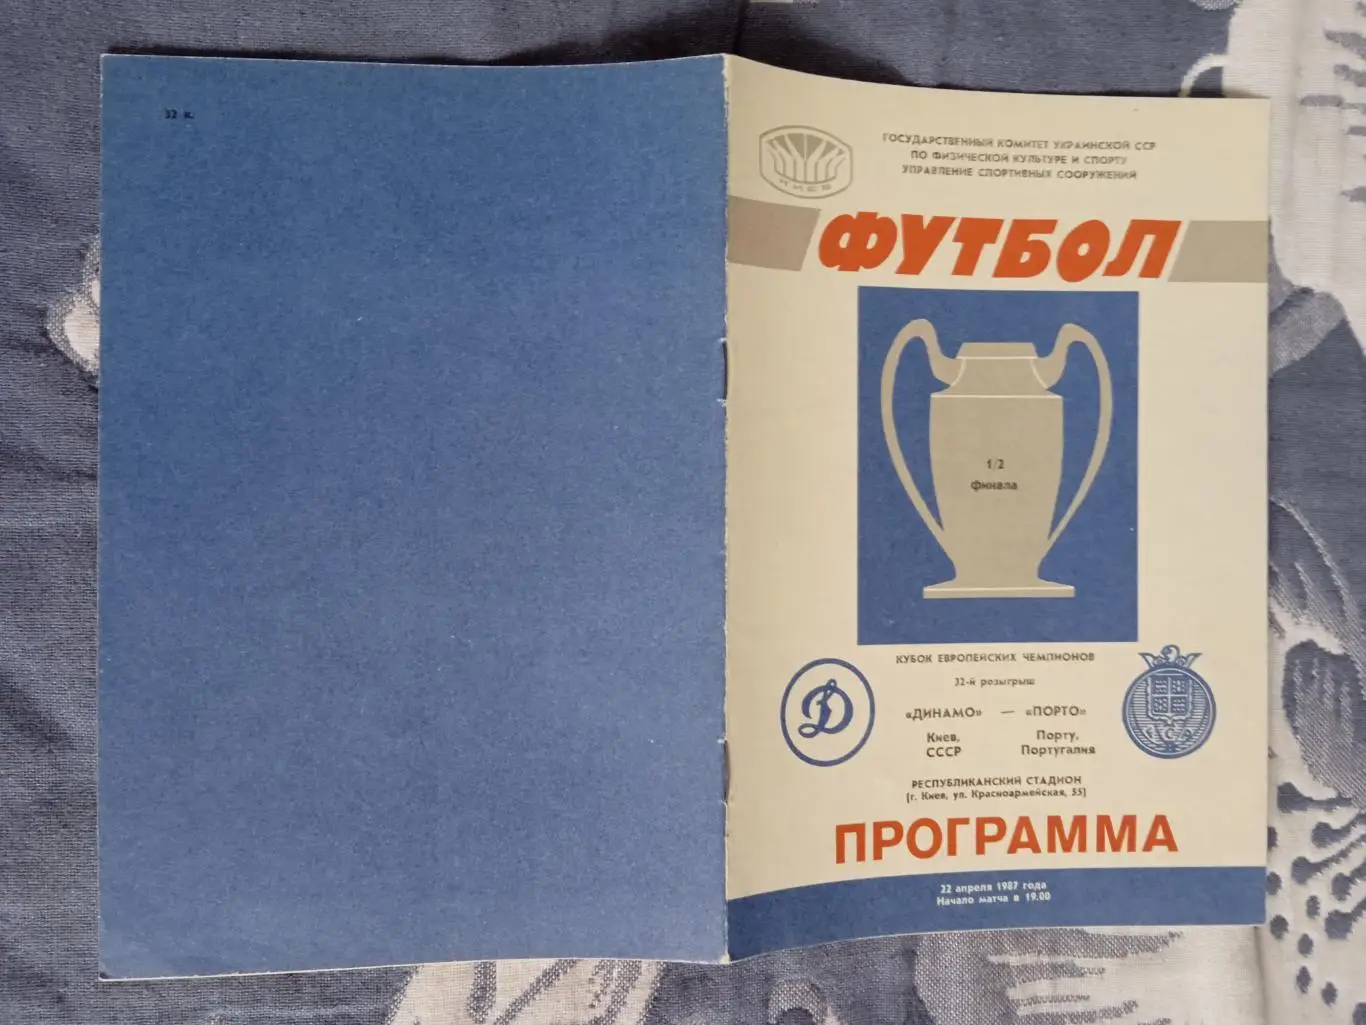 32 к.
КИЕВ
ГОСУДАРСТВЕННЫЙ КОМИТЕТ УКРАИНСКОЙ ССР
ПО ФИЗИЧЕСКОЙ КУЛЬТУРЕ И СПОРТУ
УПРАВЛЕНИЕ СПОРТИВНЫХ СООРУЖЕНИЙ
ФУТБОЛ
1/2
финала
КУБОК ЕВРОПЕЙСКИХ ЧЕМПИОНОВ
32-й розыгрыш
«ДИНАМО» — «ПОРТО»
Киев, Порту,
СССР Португалия
Д
РЕСПУБЛИКАНСКИЙ СТАДИОН
(г. Киев, ул. Красноармейская, 55)
ПРОГРАММА
22 апреля 1987 года
Начало матча в 19.00